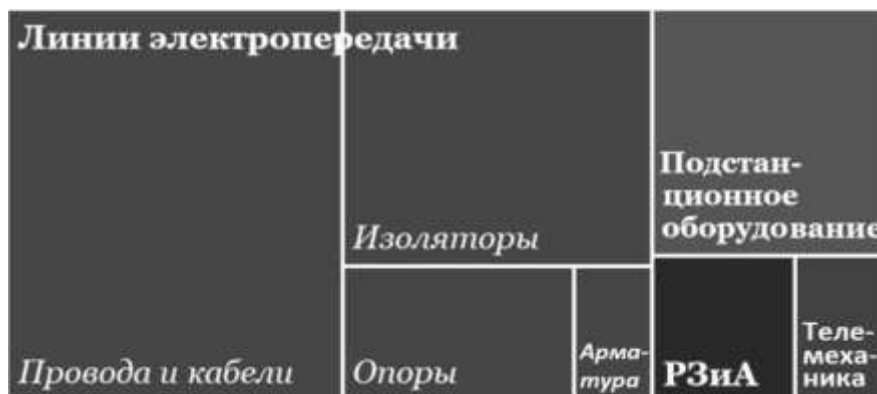 Линии электропередачи
Провода и кабели
Изоляторы
Опоры
Арма-
тура
Подстан-
ционное
оборудование
РЗиА
Теле-
меха-
ника